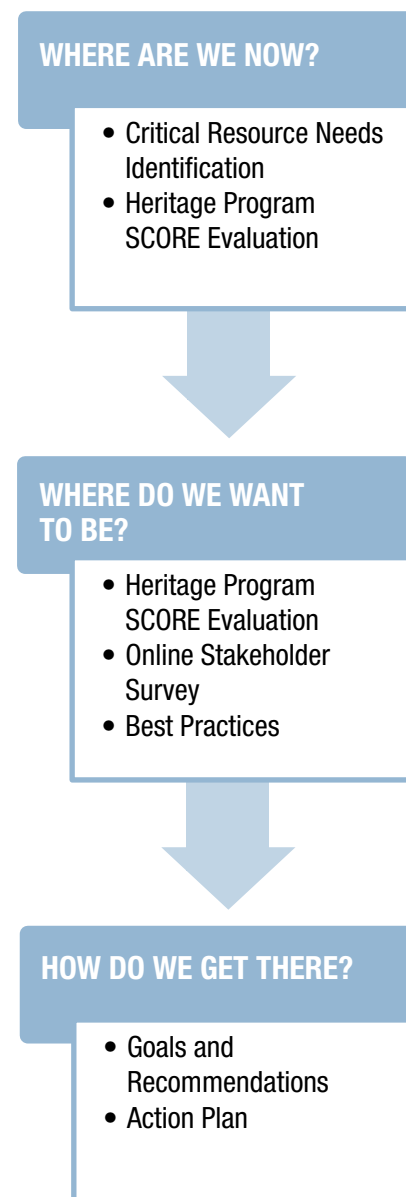 WHERE ARE WE NOW?
• Critical Resource Needs
Identification
• Heritage Program
SCORE Evaluation
WHERE DO WE WANT
TO BE?
• Heritage Program
SCORE Evaluation
• Online Stakeholder
Survey
• Best Practices
HOW DO WE GET THERE?
• Goals and
Recommendations
• Action Plan